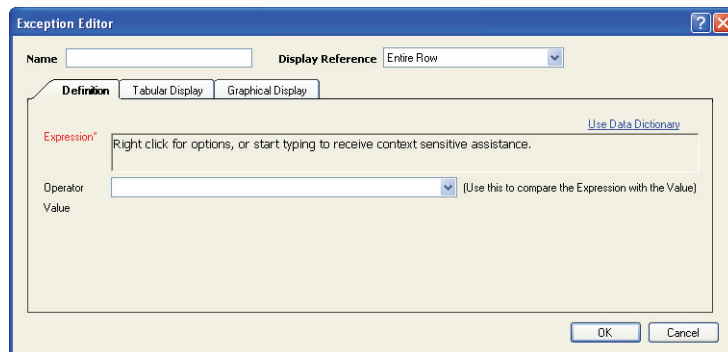 Exception Editor
Name Display Reference Entire Row
Definition Tabular Display Graphical Display
Use Data Dictionary
Expression*
Right click for options, or start typing to receive context sensitive assistance.
Operator (Use this to compare the Expression with the Value)
Value
OK Cancel